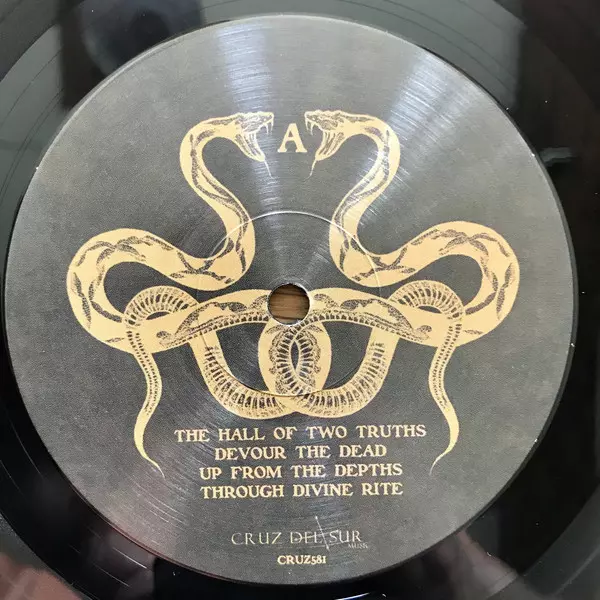 A
THE HALL OF TWO TRUTHS
DEVOUR THE DEAD
UP FROM THE DEPTHS
THROUGH DIVINE RITE
CRUZ DEL SUR
MUSIC
CRUZ581